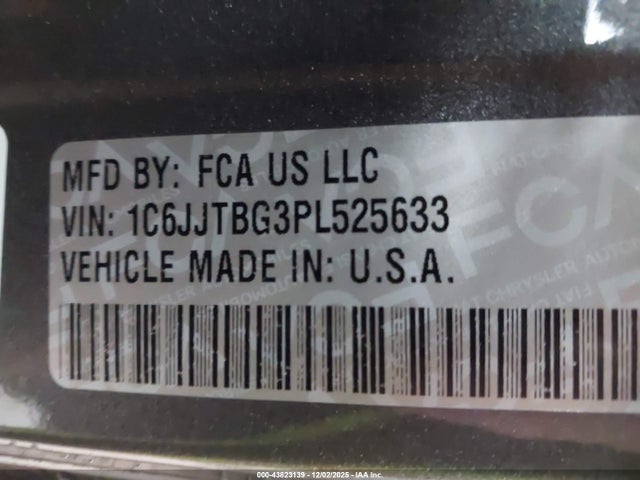 MFD BY: FCA US LLC
VIN: 1C6JJTBG3PL525633
VEHICLE MADE IN: U.S.A.
000-43823139 - 12/02/2025 - IAA Inc.